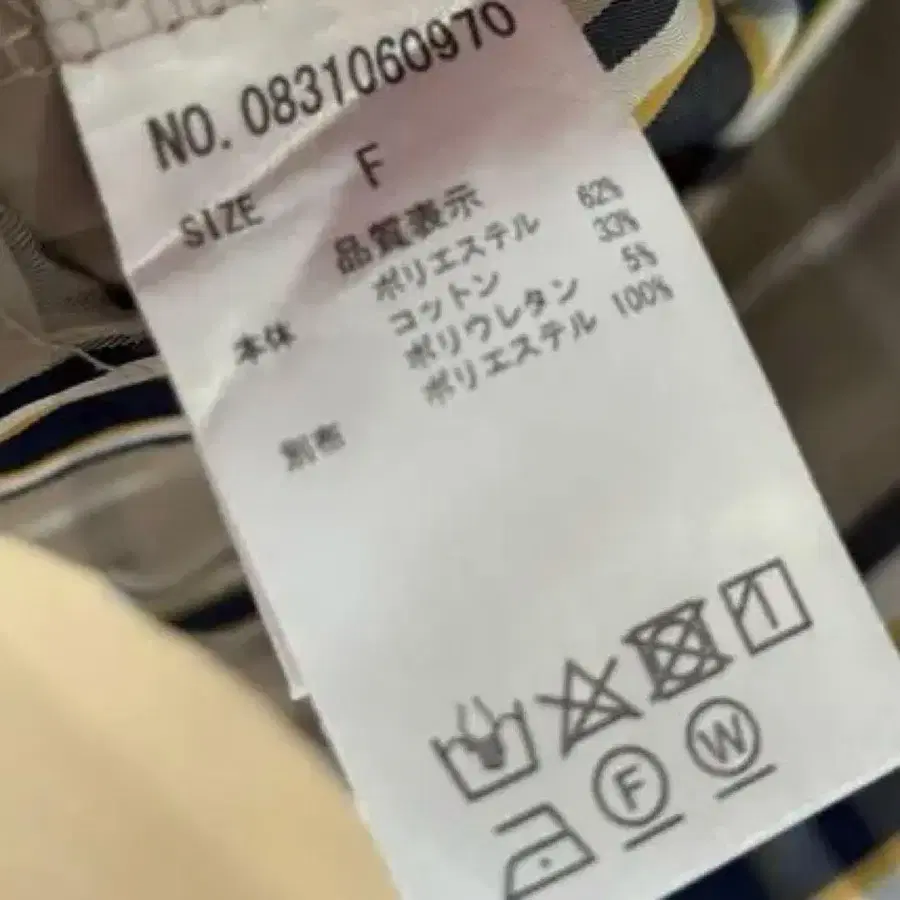 NO. 0831060970
SIZE F
品質表示
本体 ポリエステル 62%
コットン 33%
ポリウレタン 5%
別布 ポリエステル 100%
F W